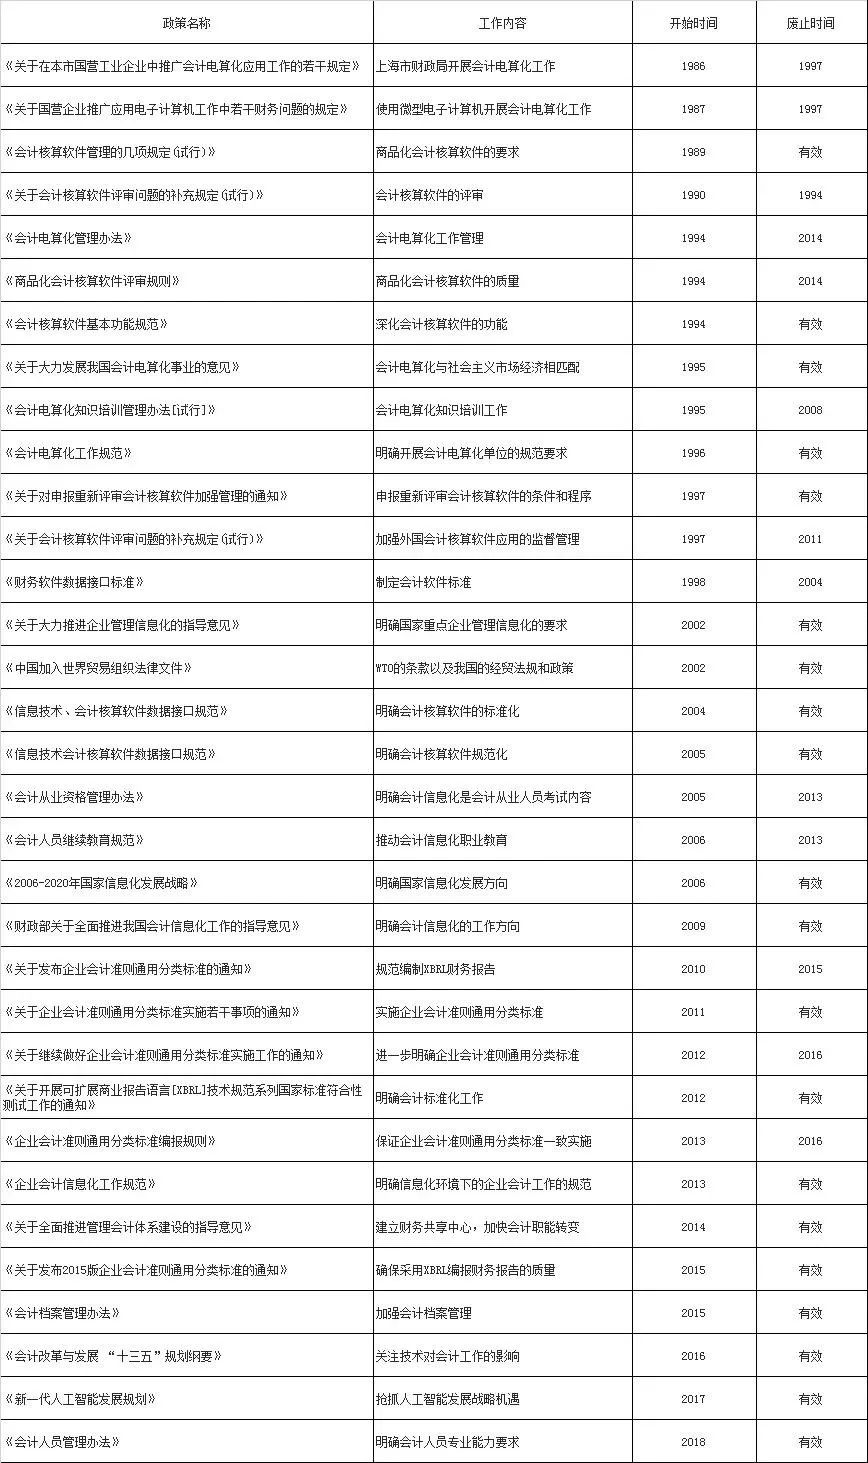 政策名称 工作内容 开始时间 废止时间
《关于在本市国营工业企业中推广会计电算化应用工作的若干规定》 上海市财政局开展会计电算化工作 1986 1997
《关于国营企业推广应用电子计算机工作中若干财务问题的规定》 使用微型电子计算机开展会计电算化工作 1987 1997
《会计核算软件管理的几项规定(试行)》 商品化会计核算软件的要求 1989 有效
《关于会计核算软件评审问题的补充规定(试行)》 会计核算软件的评审 1990 1994
《会计电算化管理办法》 会计电算化工作管理 1994 2014
《商品化会计核算软件评审规则》 商品化会计核算软件的质量 1994 2014
《会计核算软件基本功能规范》 深化会计核算软件的功能 1994 有效
《关于大力发展我国会计电算化事业的意见》 会计电算化与社会主义市场经济相匹配 1995 有效
《会计电算化知识培训管理办法[试行]》 会计电算化知识培训工作 1995 2008
《会计电算化工作规范》 明确开展会计电算化单位的规范要求 1996 有效
《关于对申报重新评审会计核算软件加强管理的通知》 申报重新评审会计核算软件的条件和程序 1997 有效
《关于会计核算软件评审问题的补充规定(试行)》 加强外国会计核算软件应用的监督管理 1997 2011
《财务软件数据接口标准》 制定会计软件标准 1998 2004
《关于大力推进企业管理信息化的指导意见》 明确国家重点企业管理信息化的要求 2002 有效
《中国加入世界贸易组织法律文件》 WTO的条款以及我国的经贸法规和政策 2002 有效
《信息技术、会计核算软件数据接口规范》 明确会计核算软件的标准化 2004 有效
《信息技术会计核算软件数据接口规范》 明确会计核算软件规范化 2005 有效
《会计从业资格管理办法》 明确会计信息化是会计从业人员考试内容 2005 2013
《会计人员继续教育规范》 推动会计信息化职业教育 2006 2013
《2006-2020年国家信息化发展战略》 明确国家信息化发展方向 2006 有效
《财政部关于全面推进我国会计信息化工作的指导意见》 明确会计信息化的工作方向 2009 有效
《关于发布企业会计准则通用分类标准的通知》 规范编制XBRL财务报告 2010 2015
《关于企业会计准则通用分类标准实施若干事项的通知》 实施企业会计准则通用分类标准 2011 有效
《关于继续做好企业会计准则通用分类标准实施工作的通知》 进一步明确企业会计准则通用分类标准 2012 2016
《关于开展可扩展商业报告语言[XBRL]技术规范系列国家标准符合性
测试工作的通知》 明确会计标准化工作 2012 有效
《企业会计准则通用分类标准编报规则》 保证企业会计准则通用分类标准一致实施 2013 2016
《企业会计信息化工作规范》 明确信息化环境下的企业会计工作的规范 2013 有效
《关于全面推进管理会计体系建设的指导意见》 建立财务共享中心，加快会计职能转变 2014 有效
《关于发布2015版企业会计准则通用分类标准的通知》 确保采用XBRL编报财务报告的质量 2015 有效
《会计档案管理办法》 加强会计档案管理 2015 有效
《会计改革与发展 “十三五”规划纲要》 关注技术对会计工作的影响 2016 有效
《新一代人工智能发展规划》 抢抓人工智能发展战略机遇 2017 有效
《会计人员管理办法》 明确会计人员专业能力要求 2018 有效